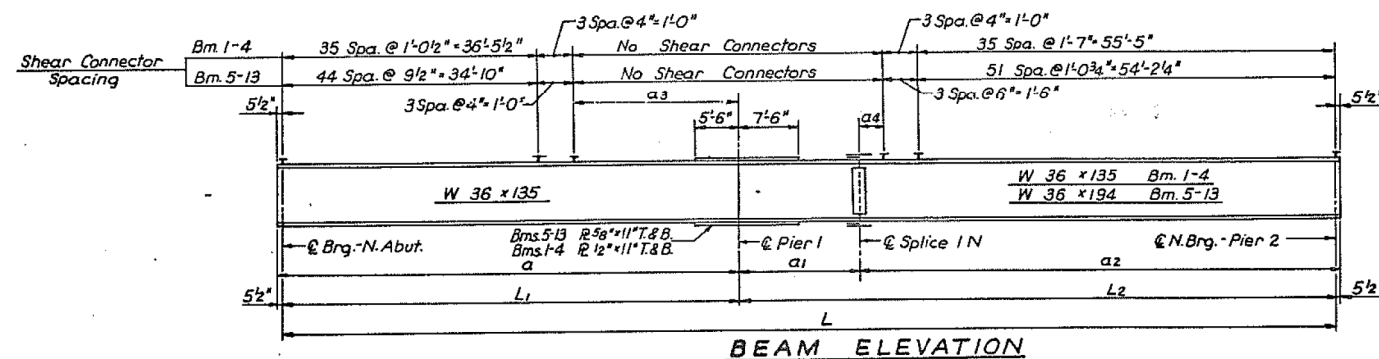 3 Spa.@4"=1'-0"
3 Spa.@4"=1'-0"
Shear Connector Spacing
Bm. 1-4
35 Spa. @ 1'-0½" = 36'-5½"
No Shear Connectors
35 Spa. @ 1'-7" = 55'-5"
Bm. 5-13
44 Spa. @ 9½" = 34'-10"
No Shear Connectors
51 Spa. @ 1'-0¾" = 54'-2¼"
3 Spa.@4"=1'-0"
3 Spa.@6"=1'-6"
5½"
a3
5'-6"
7'-6"
a4
5½"
W 36 x 135
W 36 x 135 Bm. 1-4
W 36 x 194 Bm. 5-13
Bms. 5-13 ℞ 5/8"x11" T.&B.
Bms. 1-4 ℞ 1/2"x11" T.&B.
℄ Brg.-N. Abut.
℄ Pier 1
℄ Splice 1 N
℄ N. Brg.-Pier 2
a
a1
a2
5½"
L1
L2
5½
L
BEAM ELEVATION